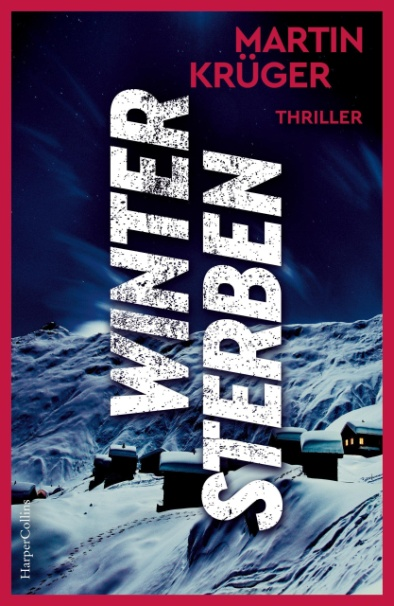 MARTIN
KRÜGER
THRILLER
WINTER
STERBEN
HarperCollins